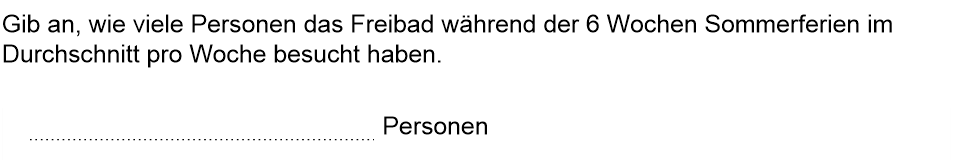 Gib an, wie viele Personen das Freibad während der 6 Wochen Sommerferien im
Durchschnitt pro Woche besucht haben.
Personen